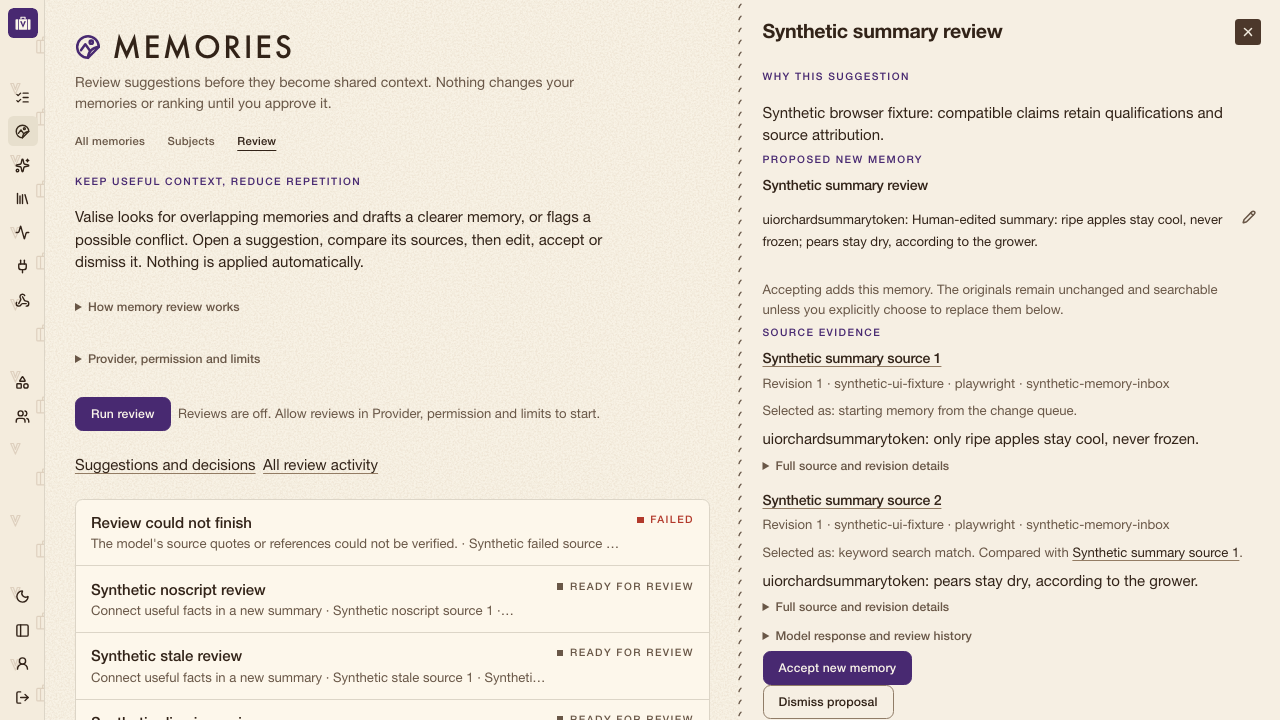 MEMORIES
Review suggestions before they become shared context. Nothing changes your
memories or ranking until you approve it.
All memories
Subjects
Review
KEEP USEFUL CONTEXT, REDUCE REPETITION
Valise looks for overlapping memories and drafts a clearer memory, or flags a
possible conflict. Open a suggestion, compare its sources, then edit, accept or
dismiss it. Nothing is applied automatically.
How memory review works
Provider, permission and limits
Run review
Reviews are off. Allow reviews in Provider, permission and limits to start.
Suggestions and decisions
All review activity
Review could not finish
FAILED
The model's source quotes or references could not be verified. · Synthetic failed source …
Synthetic noscript review
READY FOR REVIEW
Connect useful facts in a new summary · Synthetic noscript source 1 ·…
Synthetic stale review
READY FOR REVIEW
Connect useful facts in a new summary · Synthetic stale source 1 · Syntheti…
READY FOR REVIEW
Synthetic summary review
WHY THIS SUGGESTION
Synthetic browser fixture: compatible claims retain qualifications and
source attribution.
PROPOSED NEW MEMORY
Synthetic summary review
uiorchardsummarytoken: Human-edited summary: ripe apples stay cool, never
frozen; pears stay dry, according to the grower.
Accepting adds this memory. The originals remain unchanged and searchable
unless you explicitly choose to replace them below.
SOURCE EVIDENCE
Synthetic summary source 1
Revision 1 · synthetic-ui-fixture · playwright · synthetic-memory-inbox
Selected as: starting memory from the change queue.
uiorchardsummarytoken: only ripe apples stay cool, never frozen.
Full source and revision details
Synthetic summary source 2
Revision 1 · synthetic-ui-fixture · playwright · synthetic-memory-inbox
Selected as: keyword search match. Compared with Synthetic summary source 1.
uiorchardsummarytoken: pears stay dry, according to the grower.
Full source and revision details
Model response and review history
Accept new memory
Dismiss proposal